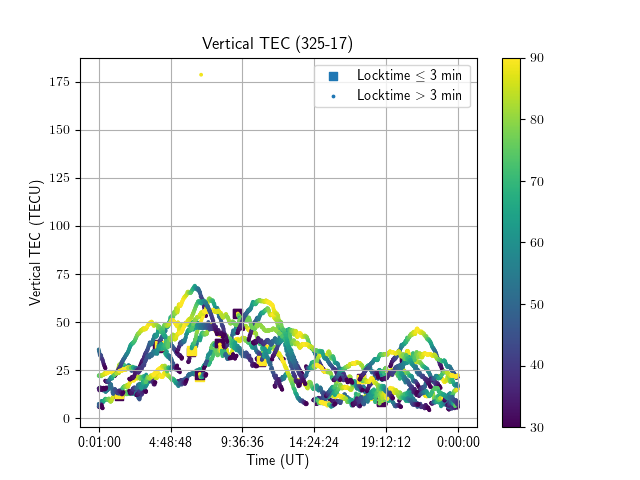 Vertical TEC (325-17)
Locktime ≤ 3 min
Locktime > 3 min
175
150
125
100
75
50
25
0
Vertical TEC (TECU)
0:01:00 4:48:48 9:36:36 14:24:24 19:12:12 0:00:00
Time (UT)
90
80
70
60
50
40
30